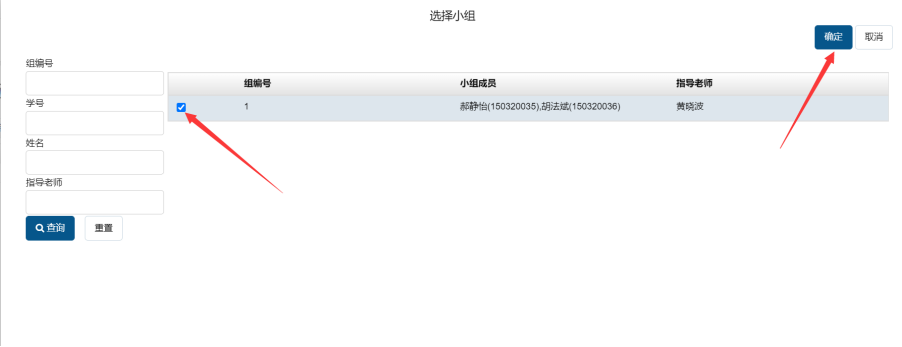 选择小组
确定 取消
组编号
学号
姓名
指导老师
查询 重置
组编号 小组成员 指导老师
1 郝静怡(150320035),胡法斌(150320036) 黄晓波